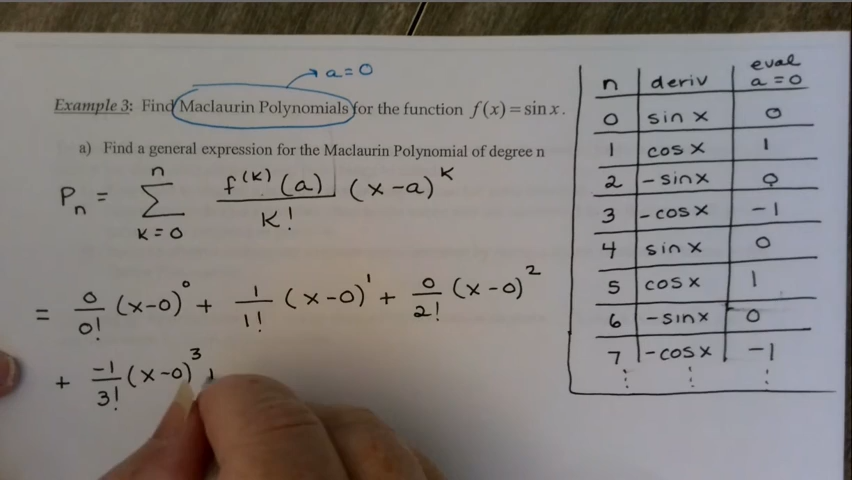 a = 0
Example 3: Find Maclaurin Polynomials for the function f(x) = sin x.
a) Find a general expression for the Maclaurin Polynomial of degree n
Pₙ = Σ_{k=0}^{n} f^{(k)}(a)/k! (x-a)^k
= 0/0! (x-0)^0 + 1/1! (x-0)^1 + 0/2! (x-0)^2
+ -1/3! (x-0)^3
n deriv eval a = 0
0 sin x 0
1 cos x 1
2 -sin x 0
3 -cos x -1
4 sin x 0
5 cos x 1
6 -sin x 0
7 -cos x -1
⋮ ⋮ ⋮